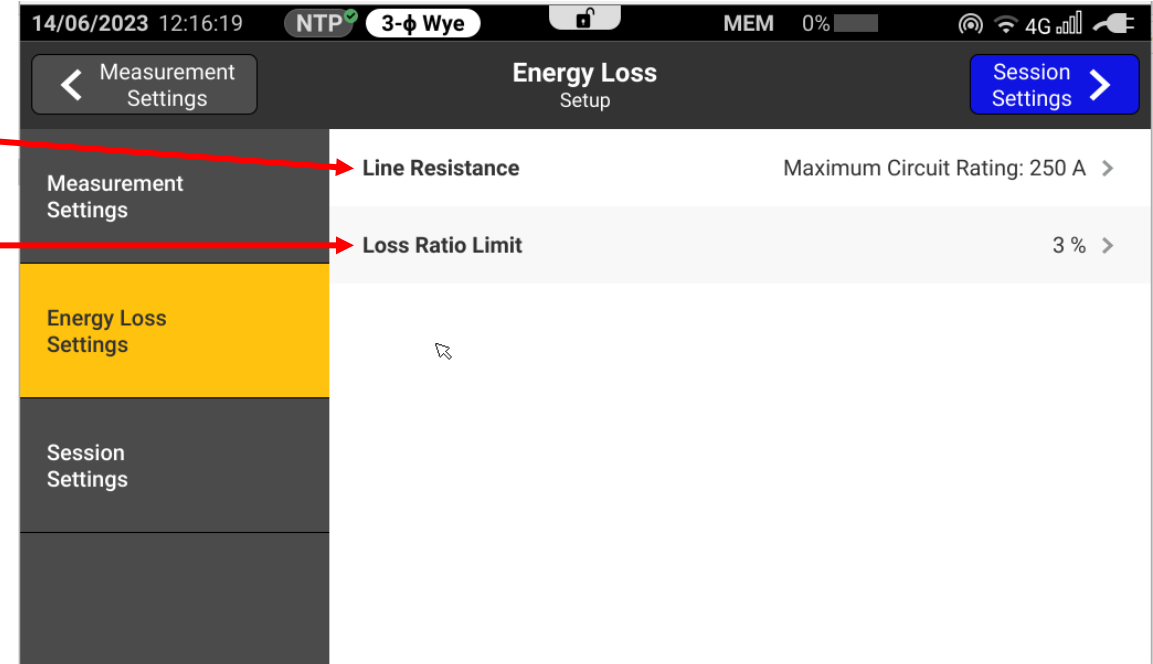 14/06/2023 12:16:19 NTP 3-ϕ Wye MEM 0% 4G
Measurement
Settings
Energy Loss
Setup
Session
Settings
Measurement
Settings
Energy Loss
Settings
Session
Settings
Line Resistance Maximum Circuit Rating: 250 A
Loss Ratio Limit 3 %